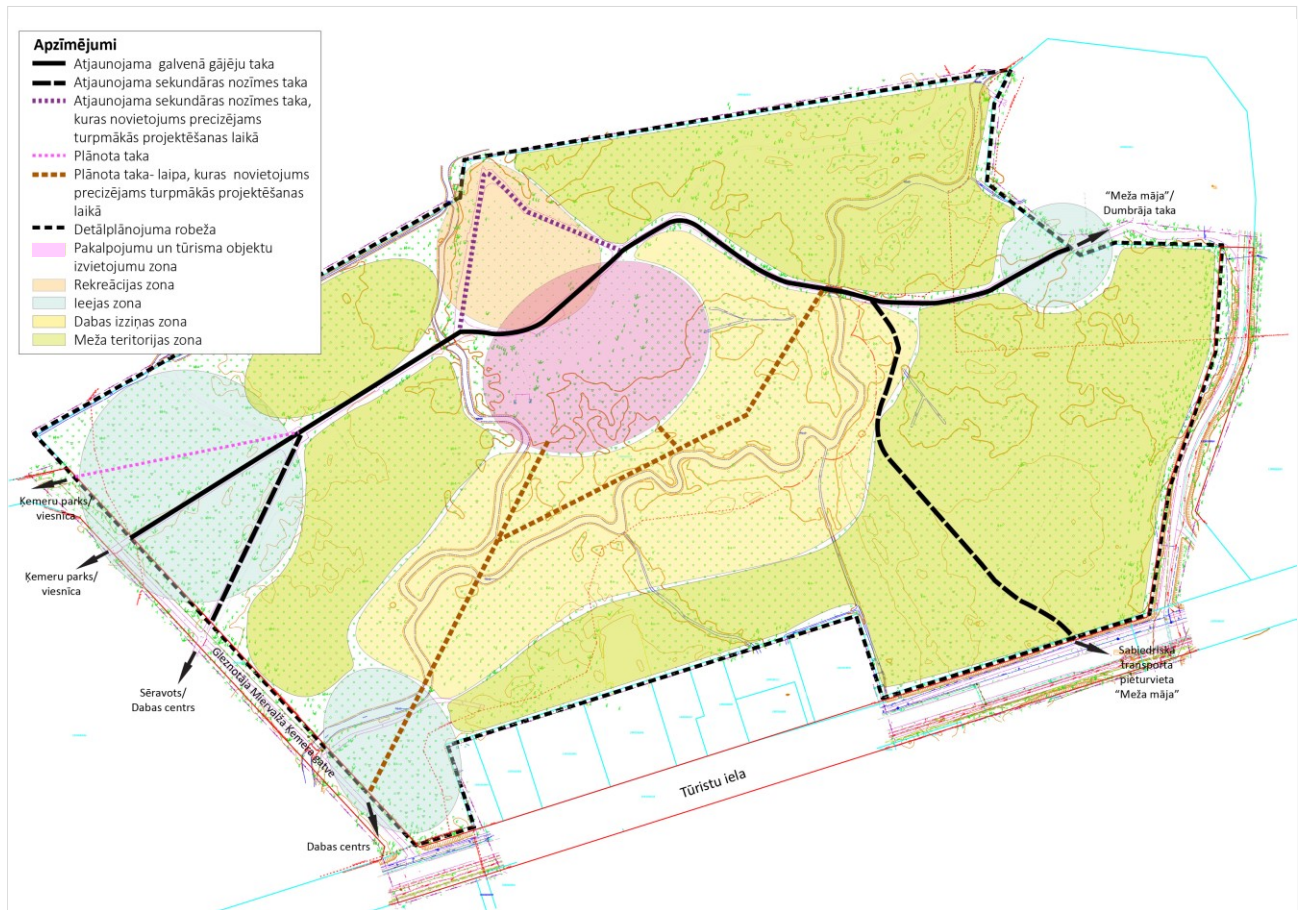 Apzīmējumi
Atjaunojama galvenā gājēju taka
Atjaunojama sekundāras nozīmes taka
Atjaunojama sekundāras nozīmes taka,
kuras novietojums precizējams
turpmākās projektēšanas laikā
Plānota taka
Plānota taka- laipa, kuras novietojums
precizējams turpmākās projektēšanas
laikā
Detālplānojuma robeža
Pakalpojumu un tūrisma objektu
izvietojumu zona
Rekreācijas zona
Ieejas zona
Dabas izziņas zona
Meža teritorijas zona
"Meža māja"/
Dumbrāja taka
Ķemeru parks/
viesnīca
Ķemeru parks/
viesnīca
Sēravots/
Dabas centrs
Gleznotāja Miervalža Ķemera gatve
Dabas centrs
Tūristu iela
Sabiedriskā
transporta
pieturvieta
"Meža māja"